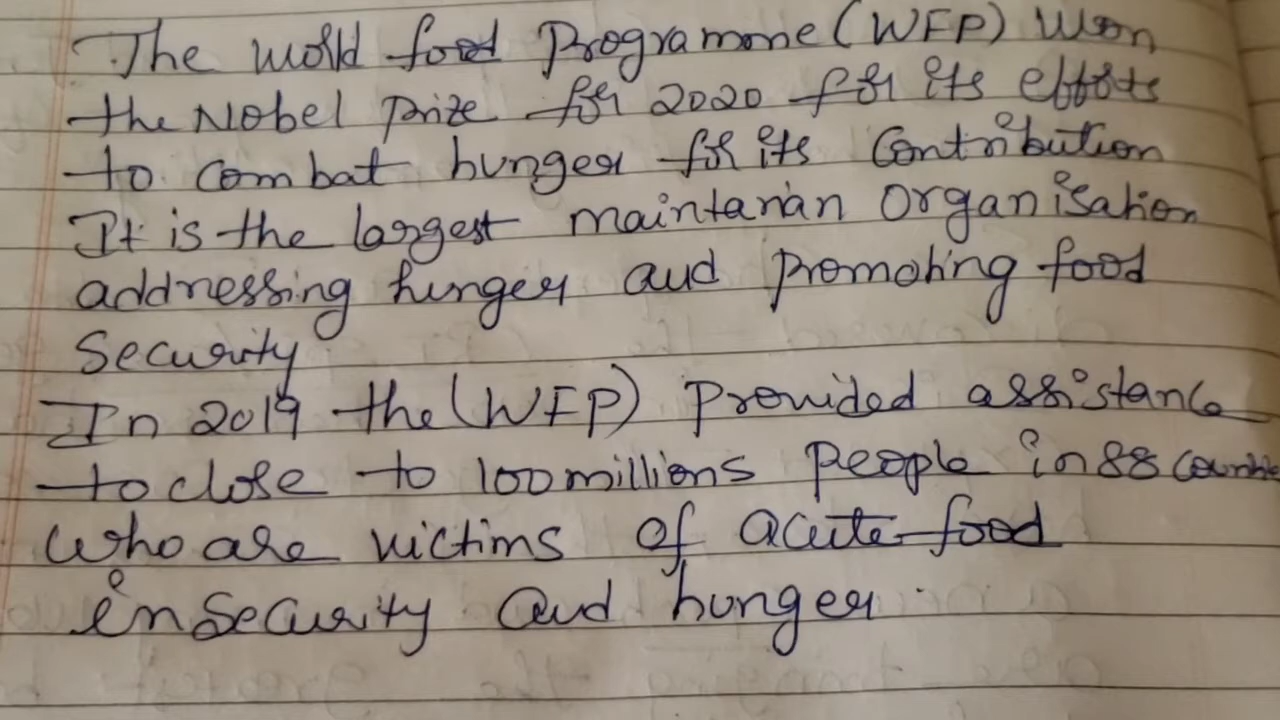 The world food Programme (WFP) won
the Nobel Prize for 2020 for its efforts
to combat hunger for its Contribution
It is the largest maintarian Organisation
addressing hunger and Promoting food
Security
In 2019 the (WFP) Provided assistance
to close to 100 millions People in 88
who are victims of acute food
inSecurity and hunger